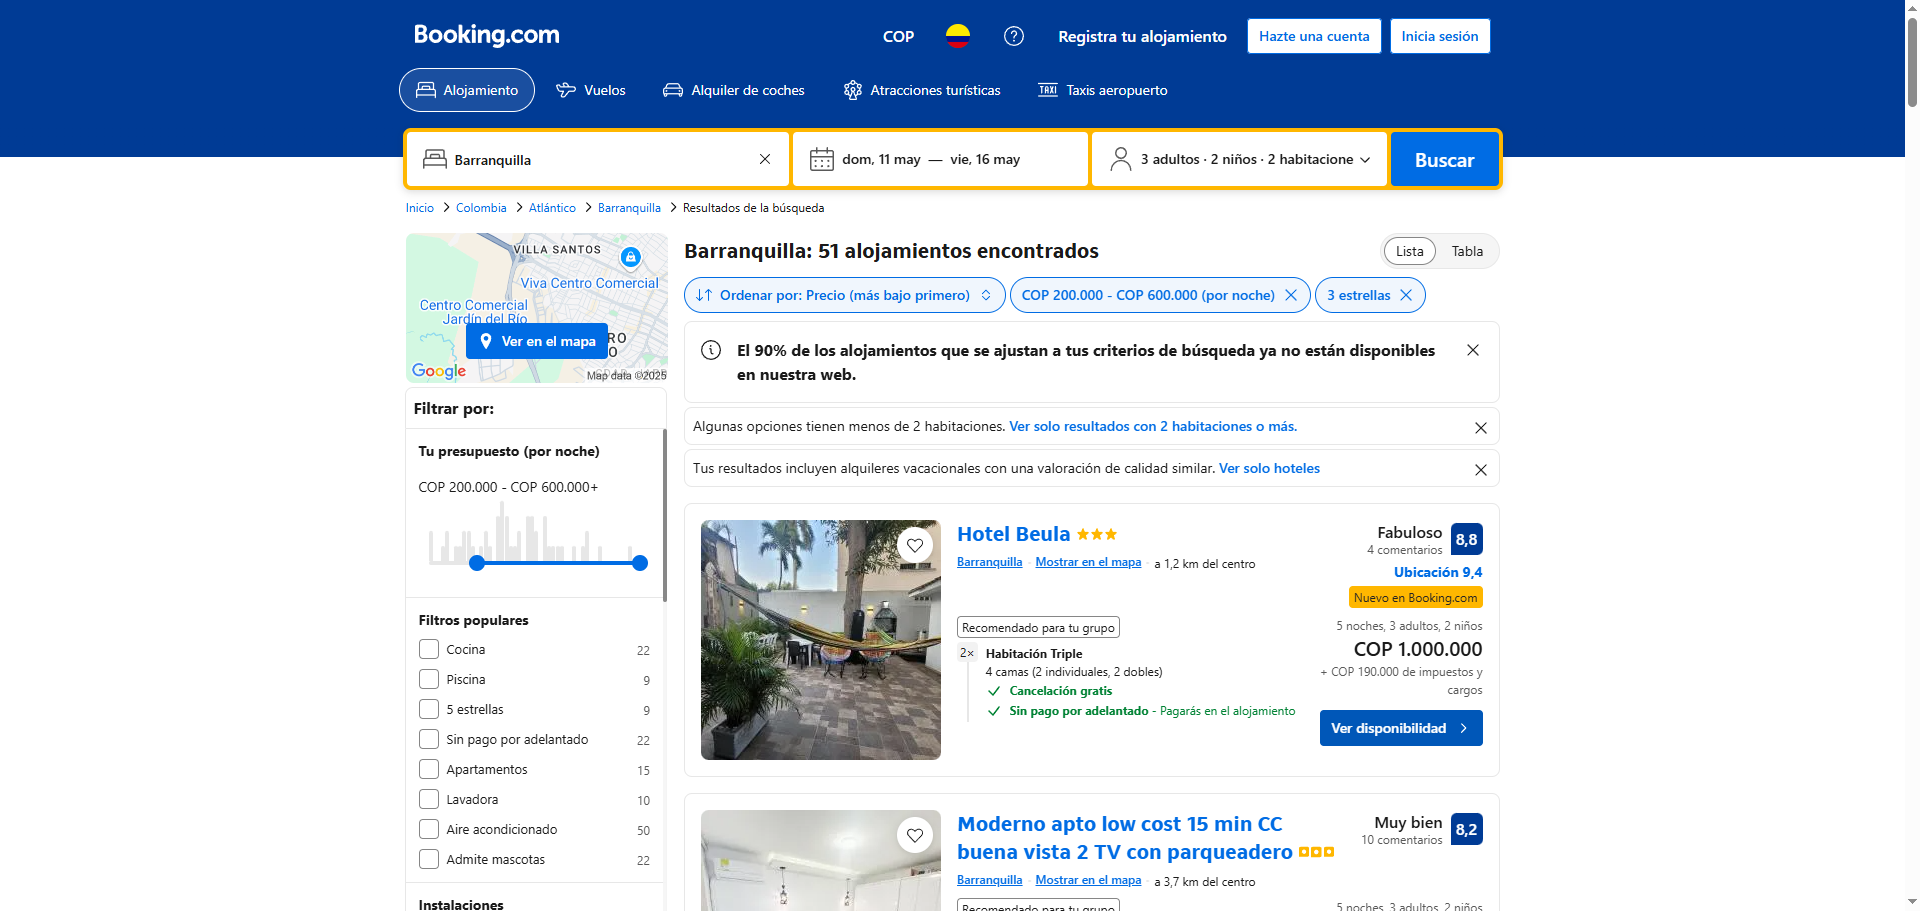 Booking.com
COP
Registra tu alojamiento
Hazte una cuenta
Inicia sesión
Alojamiento
Vuelos
Alquiler de coches
Atracciones turísticas
TAXI Taxis aeropuerto
Barranquilla
dom, 11 may — vie, 16 may
3 adultos · 2 niños · 2 habitacione
Buscar
Inicio
Colombia
Atlántico
Barranquilla
Resultados de la búsqueda
VILLA SANTOS
Viva Centro Comercial
Centro Comercial
Jardín del Río
Ver en el mapa
Google
Map data ©2025
Filtrar por:
Tu presupuesto (por noche)
COP 200.000 - COP 600.000+
Filtros populares
Cocina 22
Piscina 9
5 estrellas 9
Sin pago por adelantado 22
Apartamentos 15
Lavadora 10
Aire acondicionado 50
Admite mascotas 22
Instalaciones
Barranquilla: 51 alojamientos encontrados
Lista
Tabla
Ordenar por: Precio (más bajo primero)
COP 200.000 - COP 600.000 (por noche)
3 estrellas
El 90% de los alojamientos que se ajustan a tus criterios de búsqueda ya no están disponibles
en nuestra web.
Algunas opciones tienen menos de 2 habitaciones. Ver solo resultados con 2 habitaciones o más.
Tus resultados incluyen alquileres vacacionales con una valoración de calidad similar. Ver solo hoteles
Hotel Beula
Barranquilla · Mostrar en el mapa · a 1,2 km del centro
Fabuloso 8,8
4 comentarios
Ubicación 9,4
Nuevo en Booking.com
Recomendado para tu grupo
2× Habitación Triple
4 camas (2 individuales, 2 dobles)
Cancelación gratis
Sin pago por adelantado - Pagarás en el alojamiento
5 noches, 3 adultos, 2 niños
COP 1.000.000
+ COP 190.000 de impuestos y
cargos
Ver disponibilidad
Moderno apto low cost 15 min CC
buena vista 2 TV con parqueadero
Barranquilla · Mostrar en el mapa · a 3,7 km del centro
Muy bien 8,2
10 comentarios
Recomendado para tu grupo
5 noches, 3 adultos, 2 niños